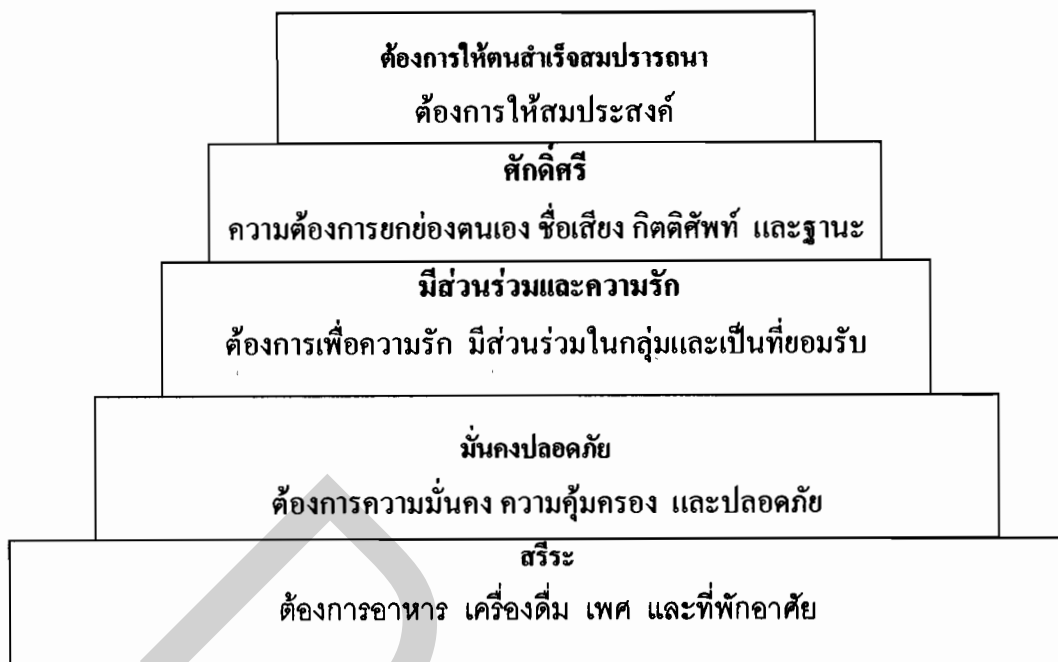 ต้องการให้ตนสำเร็จสมปรารถนา
ต้องการให้สมประสงค์
ศักดิ์ศรี
ความต้องการยกย่องตนเอง ชื่อเสียง กิตติศัพท์ และฐานะ
มีส่วนร่วมและความรัก
ต้องการเพื่อความรัก มีส่วนร่วมในกลุ่มและเป็นที่ยอมรับ
มั่นคงปลอดภัย
ต้องการความมั่นคง ความคุ้มครอง และปลอดภัย
สรีระ
ต้องการอาหาร เครื่องดื่ม เพศ และที่พักอาศัย